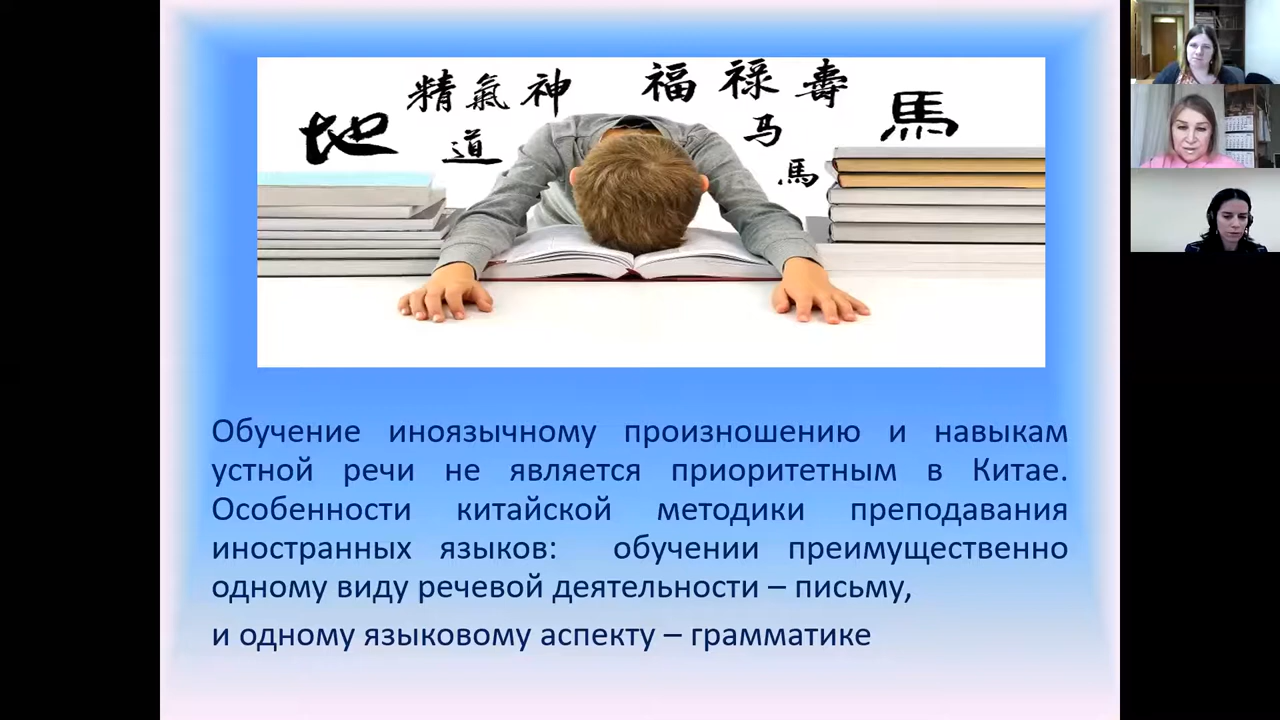 精氣神
福祿壽
地
道
马
馬
馬
Обучение иноязычному произношению и навыкам
устной речи не является приоритетным в Китае.
Особенности китайской методики преподавания
иностранных языков: обучении преимущественно
одному виду речевой деятельности – письму,
и одному языковому аспекту – грамматике